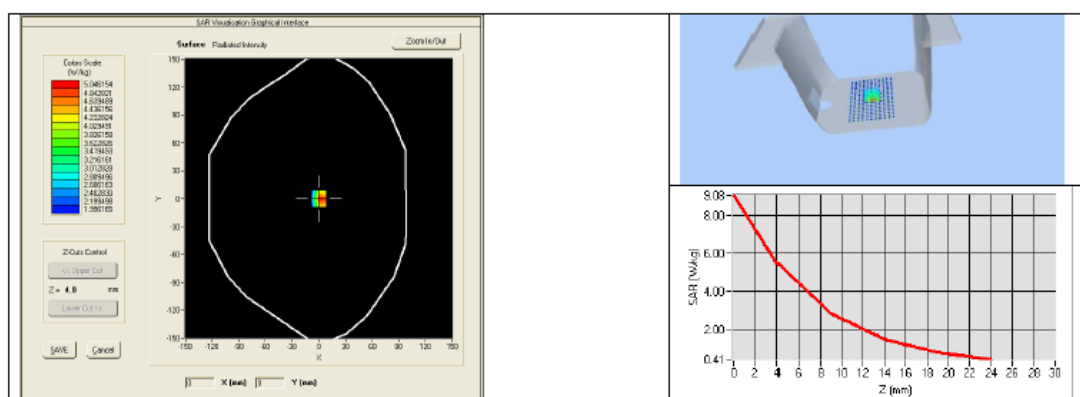 SAR Visualisation Graphical Interface
Surface Radiated Intensity
Zoom In/Out
Colors Scale
(W/kg)
5.046154
4.842821
4.639489
4.436156
4.232824
4.029491
3.826158
3.622826
3.419493
3.216161
3.012828
2.809496
2.606163
2.402830
2.199498
1.996165
Z-Cuts Control
<< Upper Cut
Z = 4.0 mm
Lower Cut >>
SAVE Cancel
150
120
90
60
30
0
-30
-60
-90
-120
-150
Y
-150 -120 -90 -60 -30 0 30 60 90 120 150
X
0 X (mm) 0 Y (mm)
9.08
8.00
6.00
4.00
2.00
0.41
SAR (W/kg)
0 2 4 6 8 10 12 14 16 18 20 22 24 26 28 30
Z (mm)